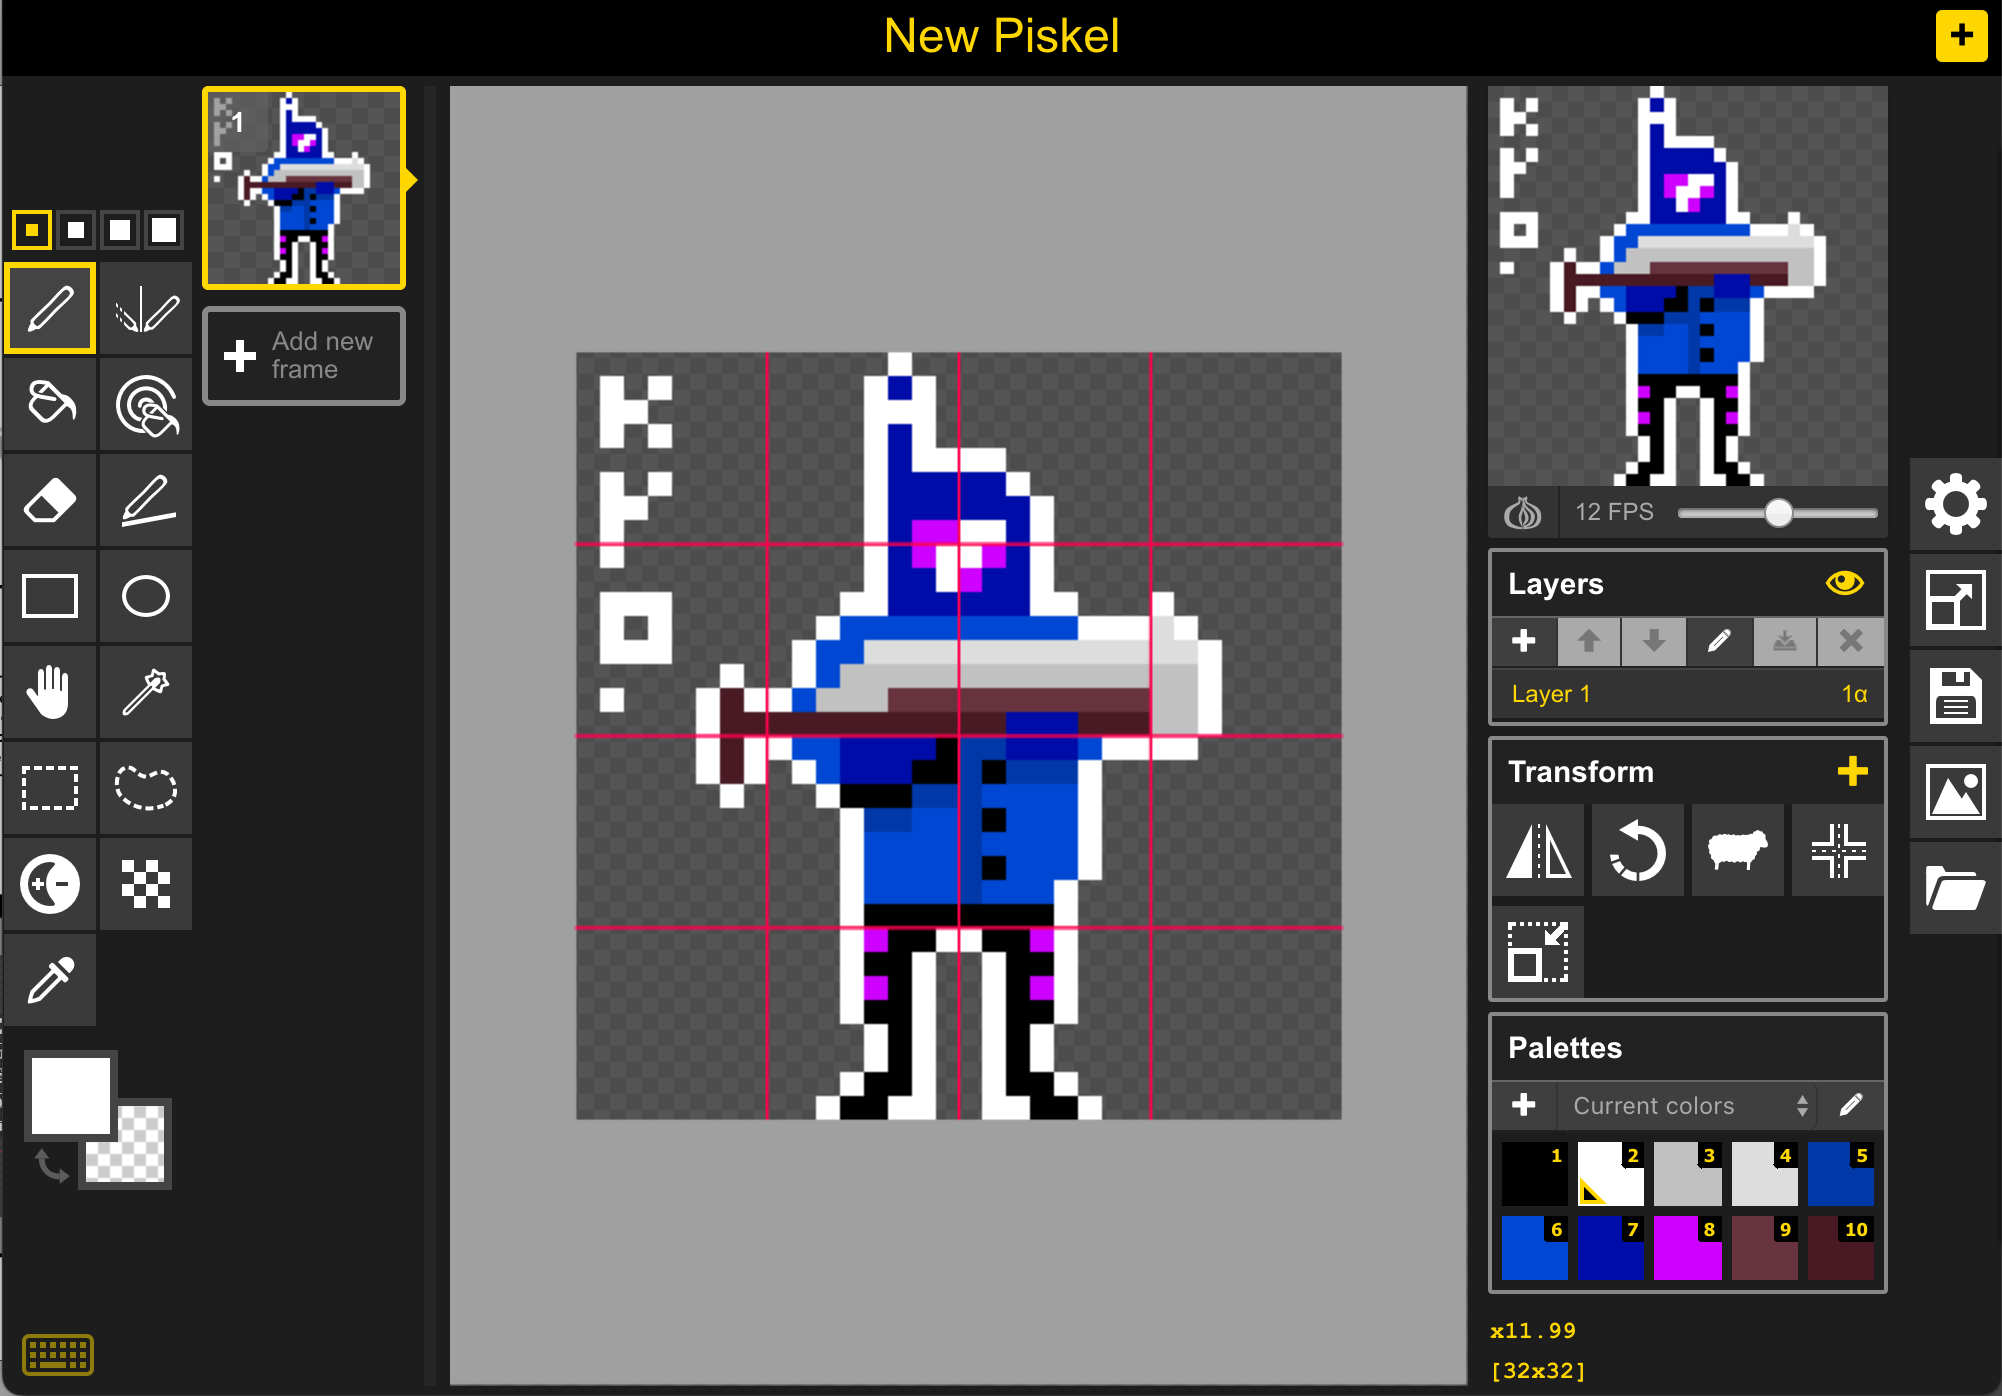 New Piskel
1
Add new
frame
K
r
o
.
12 FPS
Layers
Layer 1
1α
Transform
Palettes
Current colors
1 2 3 4 5
6 7 8 9 10
x11.99
[32x32]